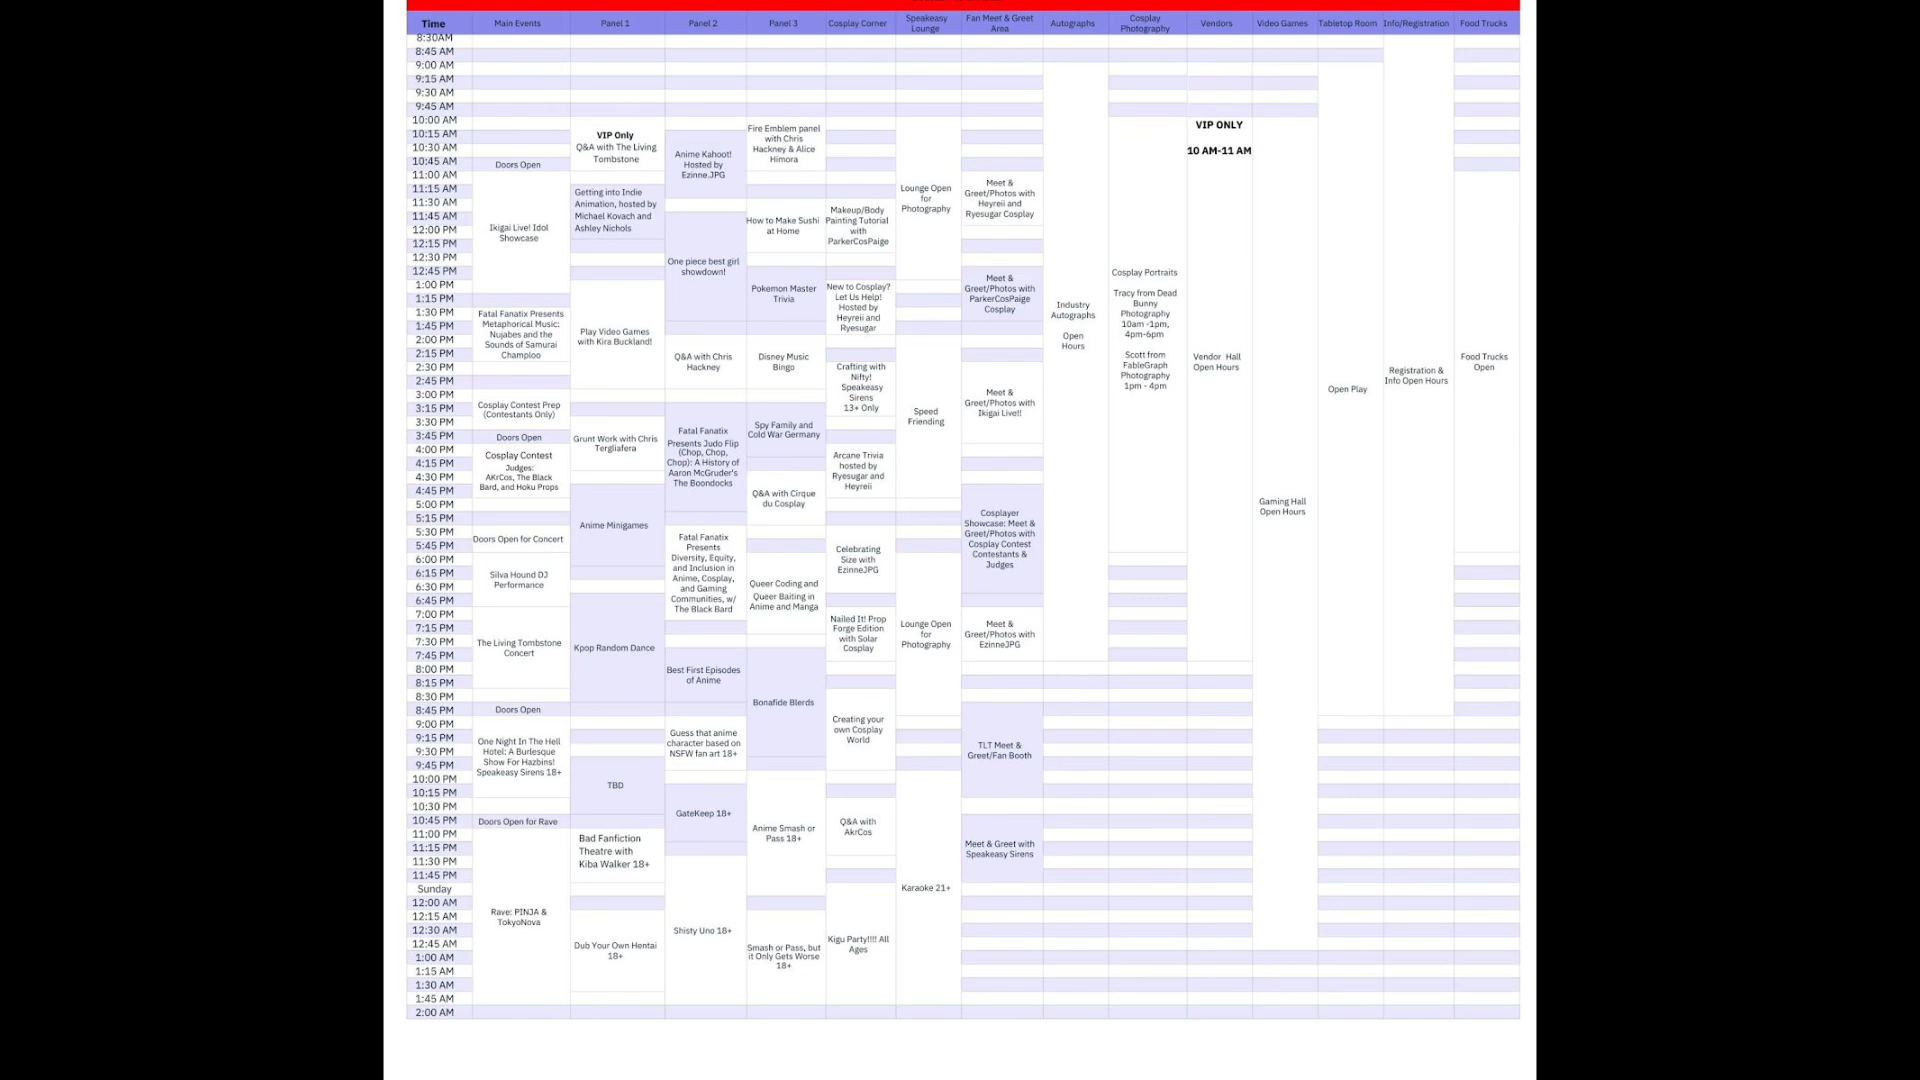 Time
Main Events
Panel 1
Panel 2
Panel 3
Cosplay Corner
Speakeasy
Lounge
Fan Meet & Greet
Area
Autographs
Cosplay
Photography
Vendors
Video Games
Tabletop Room
Info/Registration
Food Trucks
8:30AM
8:45 AM
9:00 AM
9:15 AM
9:30 AM
9:45 AM
10:00 AM
10:15 AM
10:30 AM
10:45 AM
11:00 AM
11:15 AM
11:30 AM
11:45 AM
12:00 PM
12:15 PM
12:30 PM
12:45 PM
1:00 PM
1:15 PM
1:30 PM
1:45 PM
2:00 PM
2:15 PM
2:30 PM
2:45 PM
3:00 PM
3:15 PM
3:30 PM
3:45 PM
4:00 PM
4:15 PM
4:30 PM
4:45 PM
5:00 PM
5:15 PM
5:30 PM
5:45 PM
6:00 PM
6:15 PM
6:30 PM
6:45 PM
7:00 PM
7:15 PM
7:30 PM
7:45 PM
8:00 PM
8:15 PM
8:30 PM
8:45 PM
9:00 PM
9:15 PM
9:30 PM
9:45 PM
10:00 PM
10:15 PM
10:30 PM
10:45 PM
11:00 PM
11:15 PM
11:30 PM
11:45 PM
Sunday
12:00 AM
12:15 AM
12:30 AM
12:45 AM
1:00 AM
1:15 AM
1:30 AM
1:45 AM
2:00 AM
Doors Open
Ikigai Live! Idol
Showcase
Fatal Fanatix Presents
Metaphorical Music:
Nujabes and the
Sounds of Samurai
Champloo
Cosplay Contest Prep
(Contestants Only)
Doors Open
Cosplay Contest
Judges:
AKrCos, The Black
Bard, and Hoku Props
Doors Open for Concert
Silva Hound DJ
Performance
The Living Tombstone
Concert
Doors Open
One Night In The Hell
Hotel: A Burlesque
Show For Hazbins!
Speakeasy Sirens 18+
Doors Open for Rave
Rave: PINJA &
TokyoNova
VIP Only
Q&A with The Living
Tombstone
Getting into Indie
Animation, hosted by
Michael Kovach and
Ashley Nichols
Play Video Games
with Kira Buckland!
Grunt Work with Chris
Tergliafera
Anime Minigames
Kpop Random Dance
TBD
Bad Fanfiction
Theatre with
Kiba Walker 18+
Dub Your Own Hentai
18+
Anime Kahoot!
Hosted by
Ezinne.JPG
One piece best girl
showdown!
Q&A with Chris
Hackney
Fatal Fanatix
Presents Judo Flip
(Chop, Chop,
Chop): A History of
Aaron McGruder's
The Boondocks
Fatal Fanatix
Presents
Diversity, Equity,
and Inclusion in
Anime, Cosplay,
and Gaming
Communities, w/
The Black Bard
Best First Episodes
of Anime
Guess that anime
character based on
NSFW fan art 18+
GateKeep 18+
Shisty Uno 18+
Fire Emblem panel
with Chris
Hackney & Alice
Himora
How to Make Sushi
at Home
Pokemon Master
Trivia
Disney Music
Bingo
Spy Family and
Cold War Germany
Q&A with Cirque
du Cosplay
Queer Coding and
Queer Baiting in
Anime and Manga
Bonafide Blerds
Anime Smash or
Pass 18+
Smash or Pass, but
it Only Gets Worse
18+
Makeup/Body
Painting Tutorial
with
ParkerCosPaige
New to Cosplay?
Let Us Help!
Hosted by
Heyreii and
Ryesugar
Crafting with
Nifty!
Speakeasy
Sirens
13+ Only
Arcane Trivia
hosted by
Ryesugar and
Heyreii
Celebrating
Size with
EzinneJPG
Nailed It! Prop
Forge Edition
with Solar
Cosplay
Creating your
own Cosplay
World
Q&A with
AkrCos
Kigu Party!!!! All
Ages
Lounge Open
for
Photography
Speed
Friending
Lounge Open
for
Photography
Karaoke 21+
Meet &
Greet/Photos with
Heyreii and
Ryesugar Cosplay
Meet &
Greet/Photos with
ParkerCosPaige
Cosplay
Meet &
Greet/Photos with
Ikigai Live!!
Cosplayer
Showcase: Meet &
Greet/Photos with
Cosplay Contest
Contestants &
Judges
Meet &
Greet/Photos with
EzinneJPG
TLT Meet &
Greet/Fan Booth
Meet & Greet with
Speakeasy Sirens
Industry
Autographs
Open
Hours
Cosplay Portraits
Tracy from Dead
Bunny
Photography
10am -1pm,
4pm-6pm
Scott from
FableGraph
Photography
1pm - 4pm
VIP ONLY
10 AM-11 AM
Vendor Hall
Open Hours
Gaming Hall
Open Hours
Open Play
Registration &
Info Open Hours
Food Trucks
Open